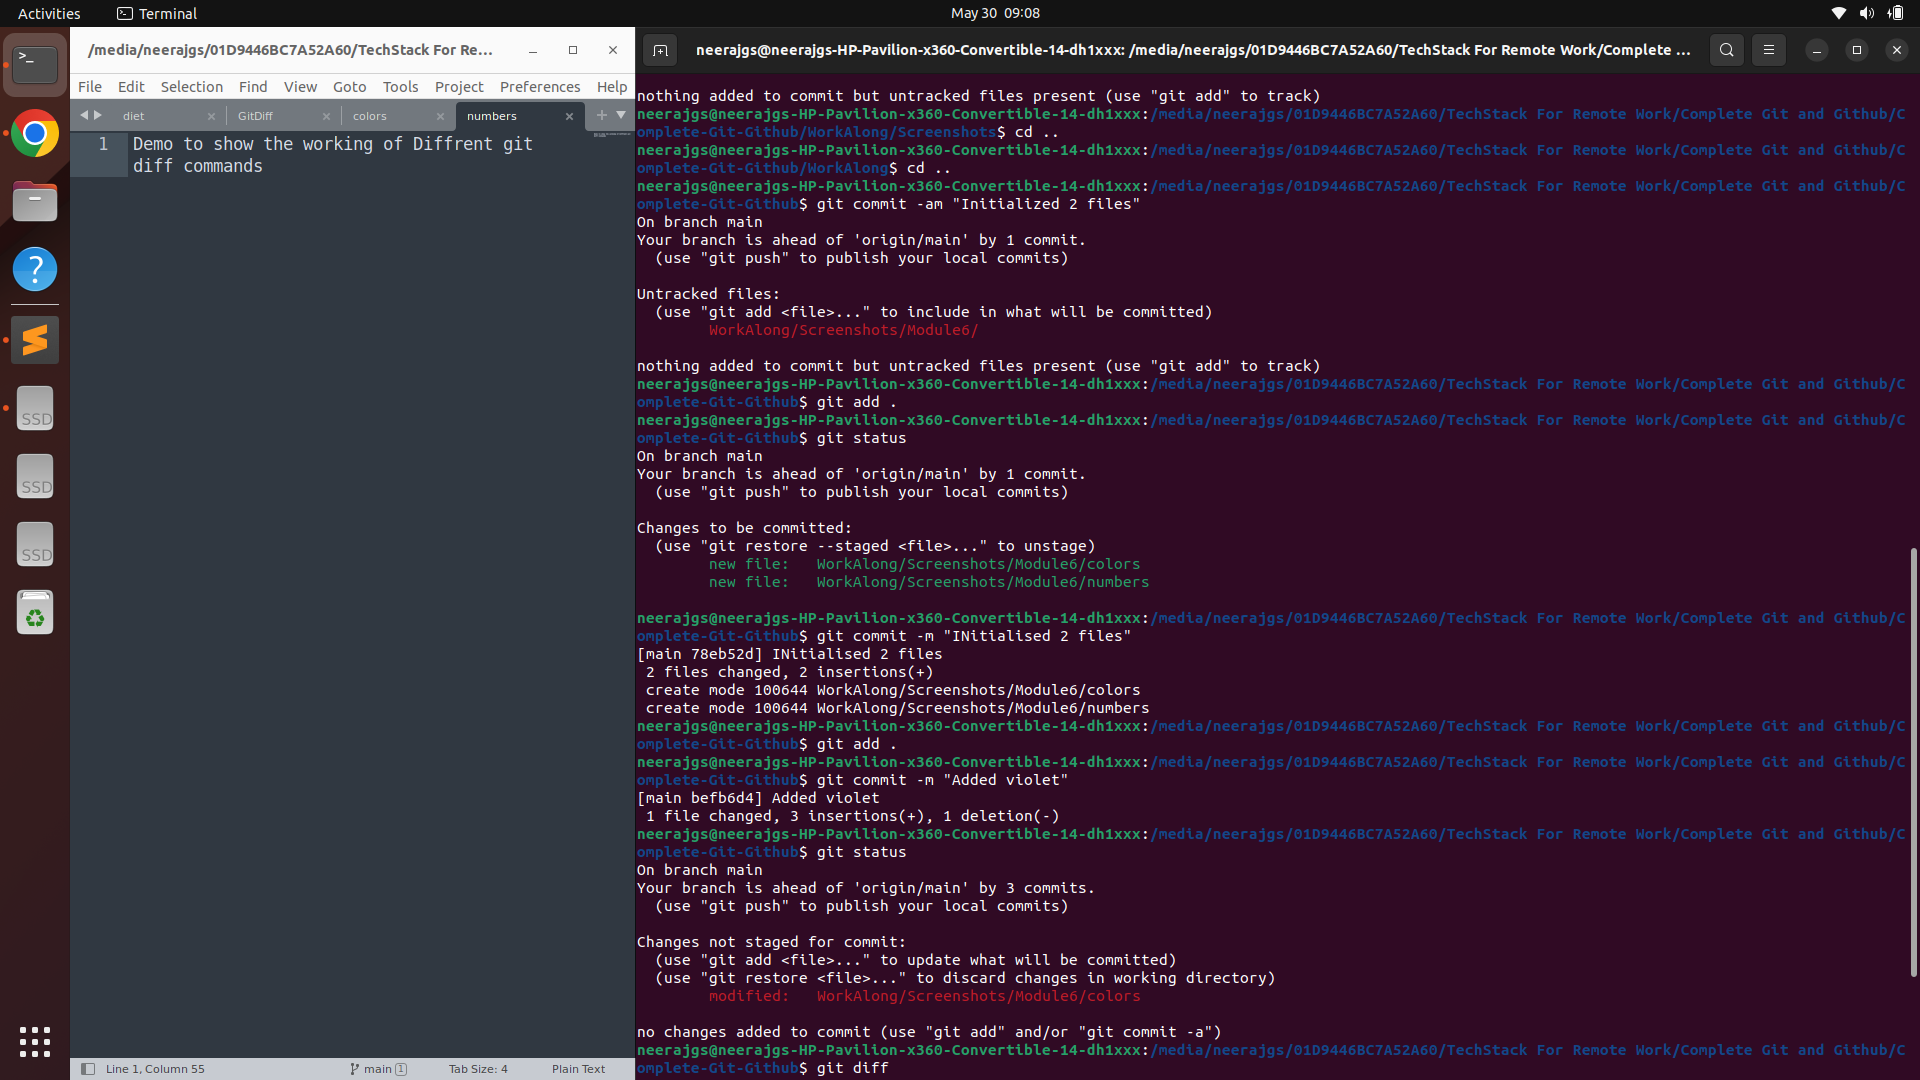 Activities
Terminal
May 30  09:08
/media/neerajgs/01D9446BC7A52A60/TechStack For Re...
File Edit Selection Find View Goto Tools Project Preferences Help
diet
GitDiff
colors
numbers
1 Demo to show the working of Diffrent git
diff commands
Line 1, Column 55
main 1
Tab Size: 4
Plain Text
SSD
SSD
SSD
neerajgs@neerajgs-HP-Pavilion-x360-Convertible-14-dh1xxx: /media/neerajgs/01D9446BC7A52A60/TechStack For Remote Work/Complete ...
nothing added to commit but untracked files present (use "git add" to track)
neerajgs@neerajgs-HP-Pavilion-x360-Convertible-14-dh1xxx:/media/neerajgs/01D9446BC7A52A60/TechStack For Remote Work/Complete Git and Github/C
omplete-Git-Github/WorkAlong/Screenshots$ cd ..
neerajgs@neerajgs-HP-Pavilion-x360-Convertible-14-dh1xxx:/media/neerajgs/01D9446BC7A52A60/TechStack For Remote Work/Complete Git and Github/C
omplete-Git-Github/WorkAlong$ cd ..
neerajgs@neerajgs-HP-Pavilion-x360-Convertible-14-dh1xxx:/media/neerajgs/01D9446BC7A52A60/TechStack For Remote Work/Complete Git and Github/C
omplete-Git-Github$ git commit -am "Initialized 2 files"
On branch main
Your branch is ahead of 'origin/main' by 1 commit.
(use "git push" to publish your local commits)
Untracked files:
(use "git add <file>..." to include in what will be committed)
WorkAlong/Screenshots/Module6/
nothing added to commit but untracked files present (use "git add" to track)
neerajgs@neerajgs-HP-Pavilion-x360-Convertible-14-dh1xxx:/media/neerajgs/01D9446BC7A52A60/TechStack For Remote Work/Complete Git and Github/C
omplete-Git-Github$ git add .
neerajgs@neerajgs-HP-Pavilion-x360-Convertible-14-dh1xxx:/media/neerajgs/01D9446BC7A52A60/TechStack For Remote Work/Complete Git and Github/C
omplete-Git-Github$ git status
On branch main
Your branch is ahead of 'origin/main' by 1 commit.
(use "git push" to publish your local commits)
Changes to be committed:
(use "git restore --staged <file>..." to unstage)
new file:   WorkAlong/Screenshots/Module6/colors
new file:   WorkAlong/Screenshots/Module6/numbers
neerajgs@neerajgs-HP-Pavilion-x360-Convertible-14-dh1xxx:/media/neerajgs/01D9446BC7A52A60/TechStack For Remote Work/Complete Git and Github/C
omplete-Git-Github$ git commit -m "INitialised 2 files"
[main 78eb52d] INitialised 2 files
2 files changed, 2 insertions(+)
create mode 100644 WorkAlong/Screenshots/Module6/colors
create mode 100644 WorkAlong/Screenshots/Module6/numbers
neerajgs@neerajgs-HP-Pavilion-x360-Convertible-14-dh1xxx:/media/neerajgs/01D9446BC7A52A60/TechStack For Remote Work/Complete Git and Github/C
omplete-Git-Github$ git add .
neerajgs@neerajgs-HP-Pavilion-x360-Convertible-14-dh1xxx:/media/neerajgs/01D9446BC7A52A60/TechStack For Remote Work/Complete Git and Github/C
omplete-Git-Github$ git commit -m "Added violet"
[main befb6d4] Added violet
1 file changed, 3 insertions(+), 1 deletion(-)
neerajgs@neerajgs-HP-Pavilion-x360-Convertible-14-dh1xxx:/media/neerajgs/01D9446BC7A52A60/TechStack For Remote Work/Complete Git and Github/C
omplete-Git-Github$ git status
On branch main
Your branch is ahead of 'origin/main' by 3 commits.
(use "git push" to publish your local commits)
Changes not staged for commit:
(use "git add <file>..." to update what will be committed)
(use "git restore <file>..." to discard changes in working directory)
modified:   WorkAlong/Screenshots/Module6/colors
no changes added to commit (use "git add" and/or "git commit -a")
neerajgs@neerajgs-HP-Pavilion-x360-Convertible-14-dh1xxx:/media/neerajgs/01D9446BC7A52A60/TechStack For Remote Work/Complete Git and Github/C
omplete-Git-Github$ git diff